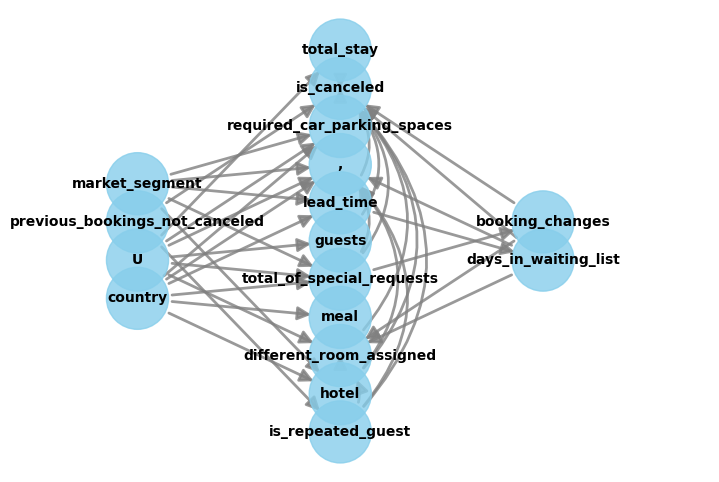 total_stay
is_canceled
required_car_parking_spaces
,
lead_time
guests
total_of_special_requests
meal
different_room_assigned
hotel
is_repeated_guest
market_segment
previous_bookings_not_canceled
U
country
booking_changes
days_in_waiting_list